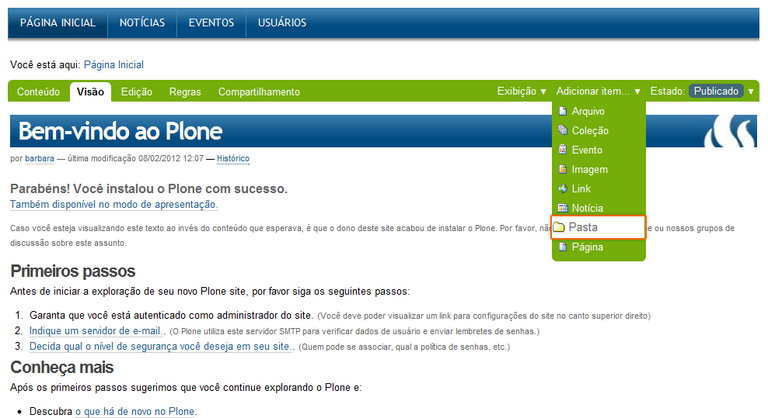 PÁGINA INICIAL NOTÍCIAS EVENTOS USUÁRIOS
Você está aqui: Página Inicial
Conteúdo Visão Edição Regras Compartilhamento Exibição ▼ Adicionar item... ▼ Estado: Publicado ▼
Arquivo
Coleção
Evento
Imagem
Link
Notícia
Pasta
Página
Bem-vindo ao Plone
por barbara — última modificação 08/02/2012 12:07 — Histórico
Parabéns! Você instalou o Plone com sucesso.
Também disponível no modo de apresentação.
Caso você esteja visualizando este texto ao invés do conteúdo que esperava, é que o dono deste site acabou de instalar o Plone. Por favor, e ou nossos grupos de
discussão sobre este assunto.
Primeiros passos
Antes de iniciar a exploração de seu novo Plone site, por favor siga os seguintes passos:
1. Garanta que você está autenticado como administrador do site. (Você deve poder visualizar um link para configurações do site no canto superior direito)
2. Indique um servidor de e-mail.. (O Plone utiliza este servidor SMTP para verificar dados de usuário e enviar lembretes de senhas.)
3. Decida qual o nível de segurança você deseja em seu site.. (Quem pode se associar, qual a política de senhas, etc.)
Conheça mais
Após os primeiros passos sugerimos que você continue explorando o Plone e:
• Descubra o que há de novo no Plone.